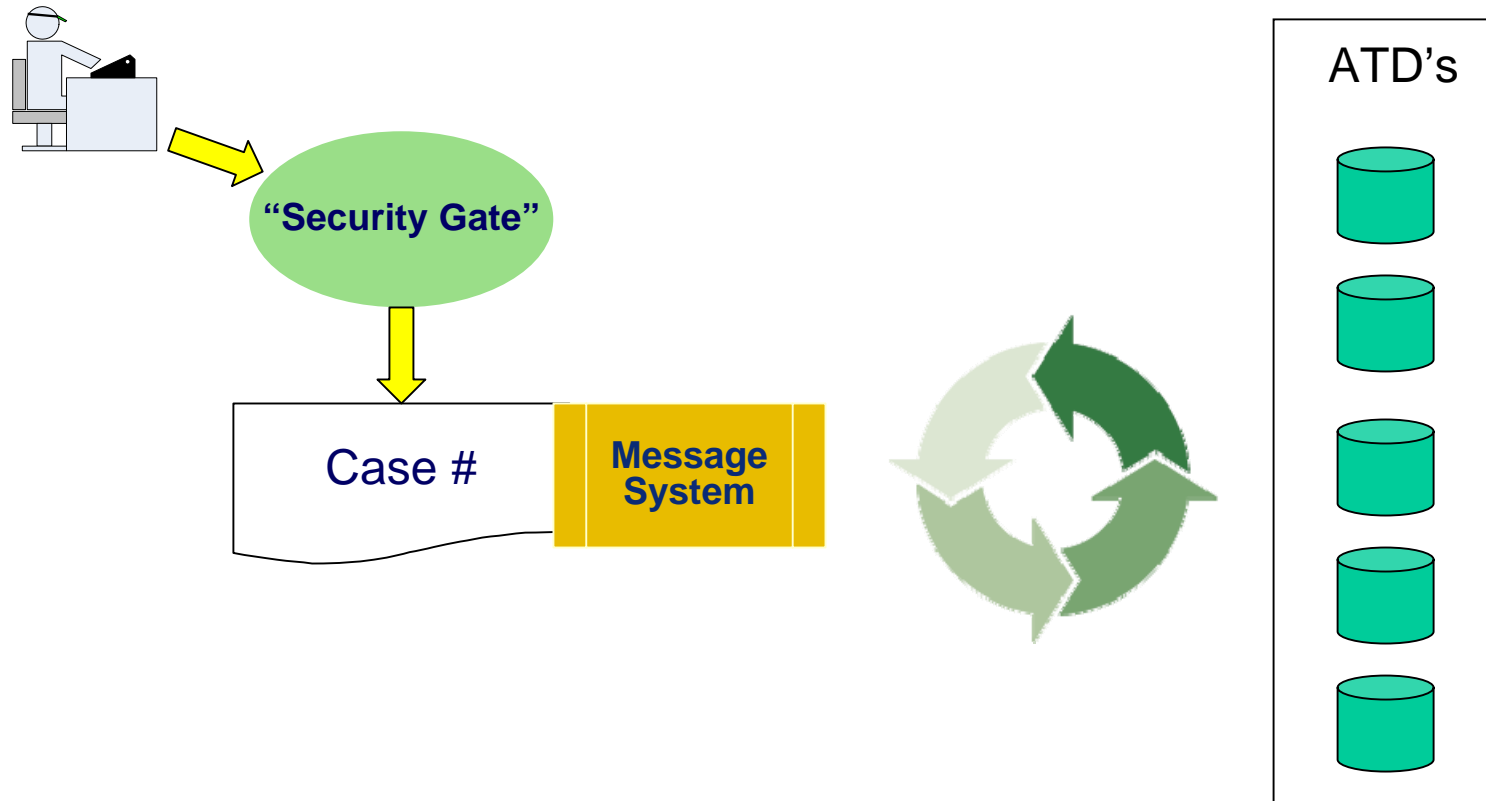 ATD’s
“Security Gate”
Case #
Message
System